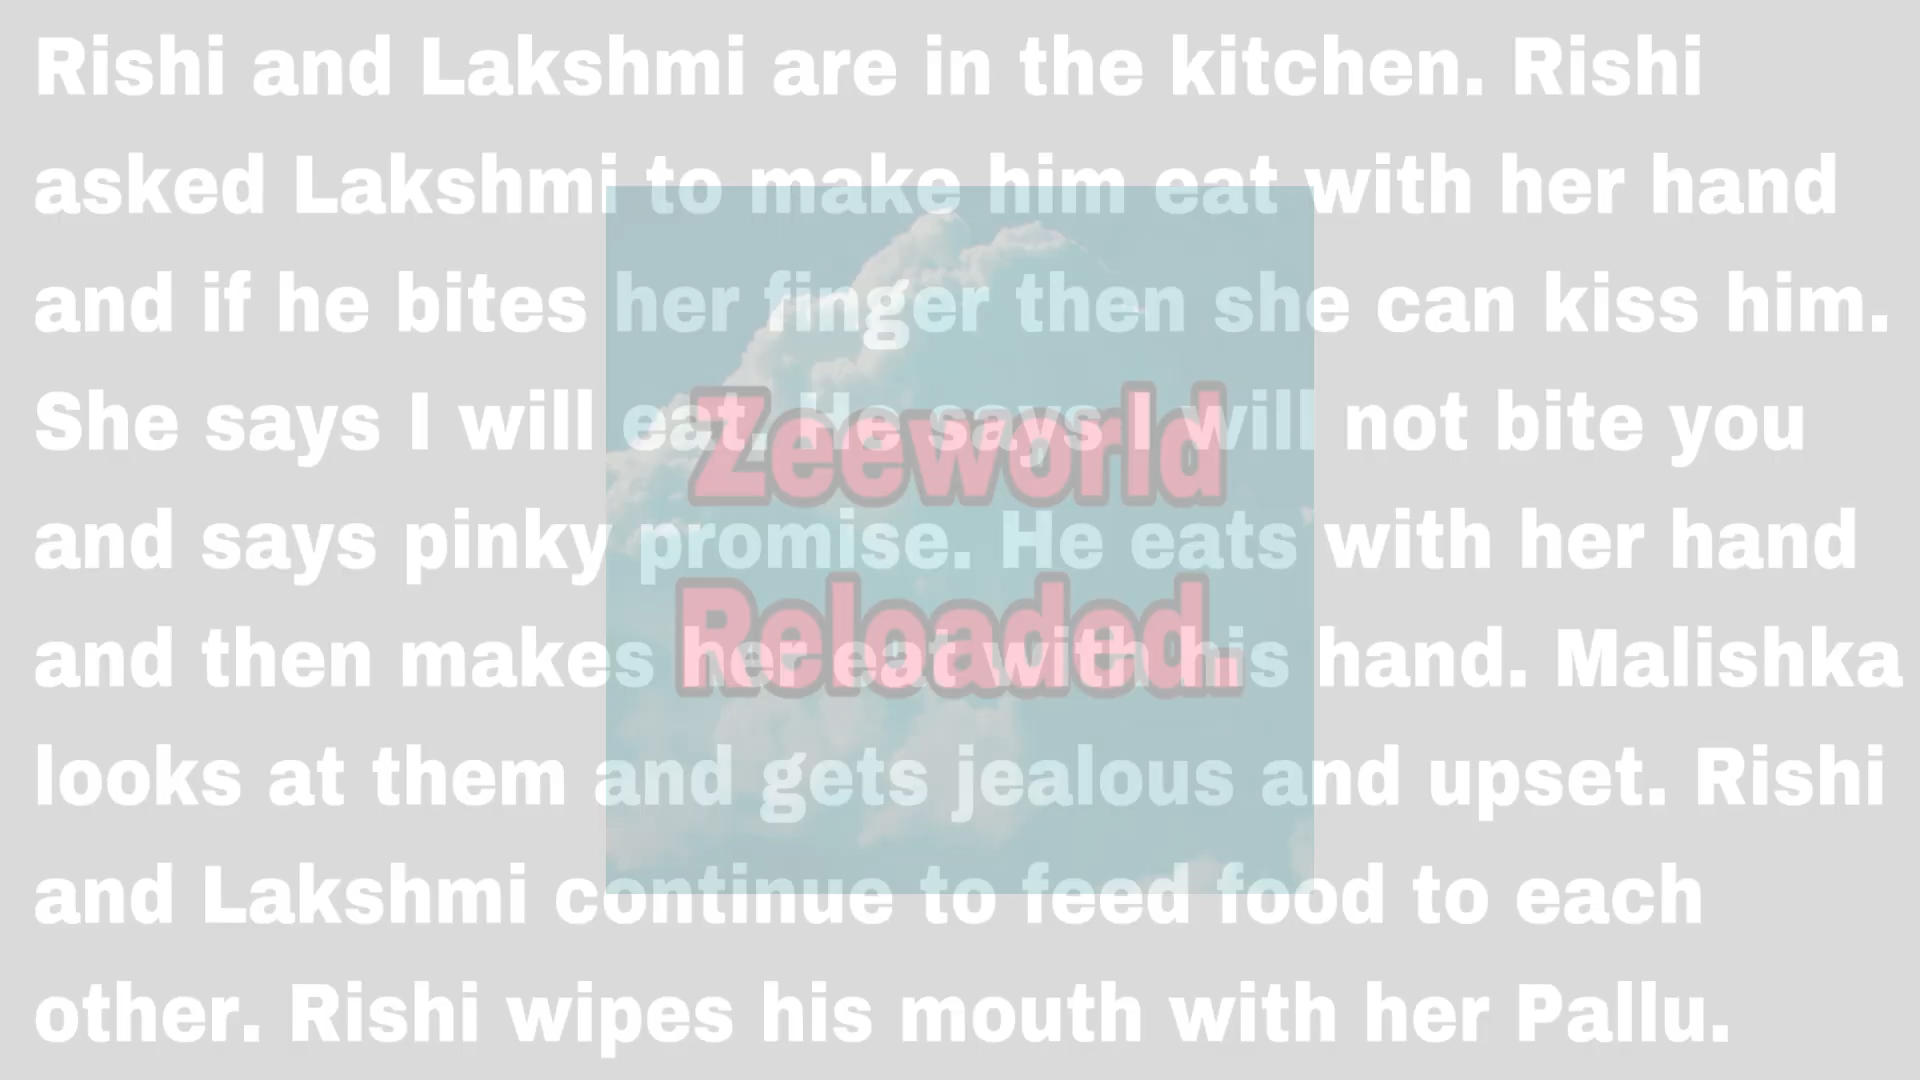 Rishi and Lakshmi are in the kitchen. Rishi
asked Lakshmi to make him eat with her hand
and if he bites her finger then she can kiss him.
She says I will eat. He says I will not bite you
and says pinky promise. He eats with her hand
and then makes her eat with his hand. Malishka
looks at them and gets jealous and upset. Rishi
and Lakshmi continue to feed food to each
other. Rishi wipes his mouth with her Pallu.
Zeeworld
Reloaded.